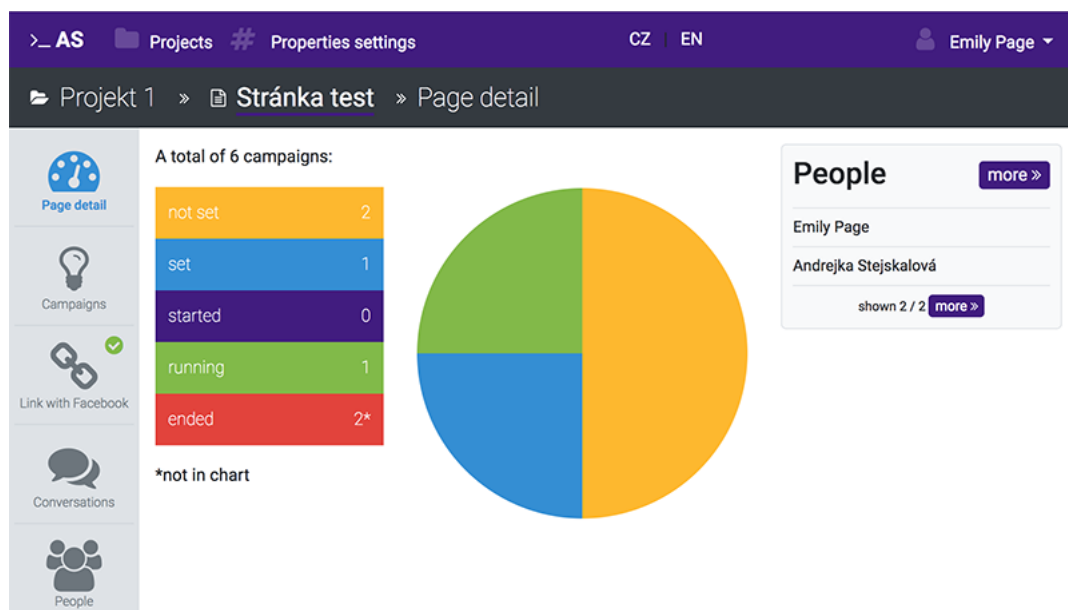 >_ AS Projects # Properties settings CZ EN Emily Page
Projekt 1 » Stránka test » Page detail
Page detail
Campaigns
Link with Facebook
Conversations
People
A total of 6 campaigns:
not set 2
set 1
started 0
running 1
ended 2*
*not in chart
People more »
Emily Page
Andrejka Stejskalová
shown 2 / 2 more »